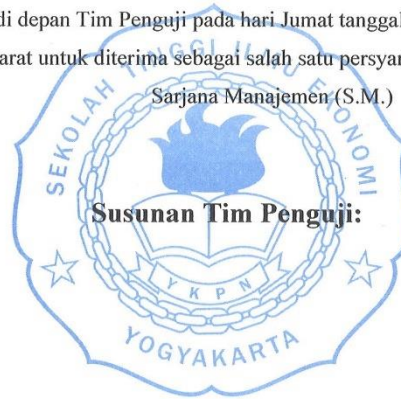 di depan Tim Penguji pada hari Jumat tanggal
arat untuk diterima sebagai salah satu persyar
Sarjana Manajemen (S.M.)
SEKOLAH TINGGI ILMU EKONOMI
Susunan Tim Penguji:
YKPN
YOGYAKARTA